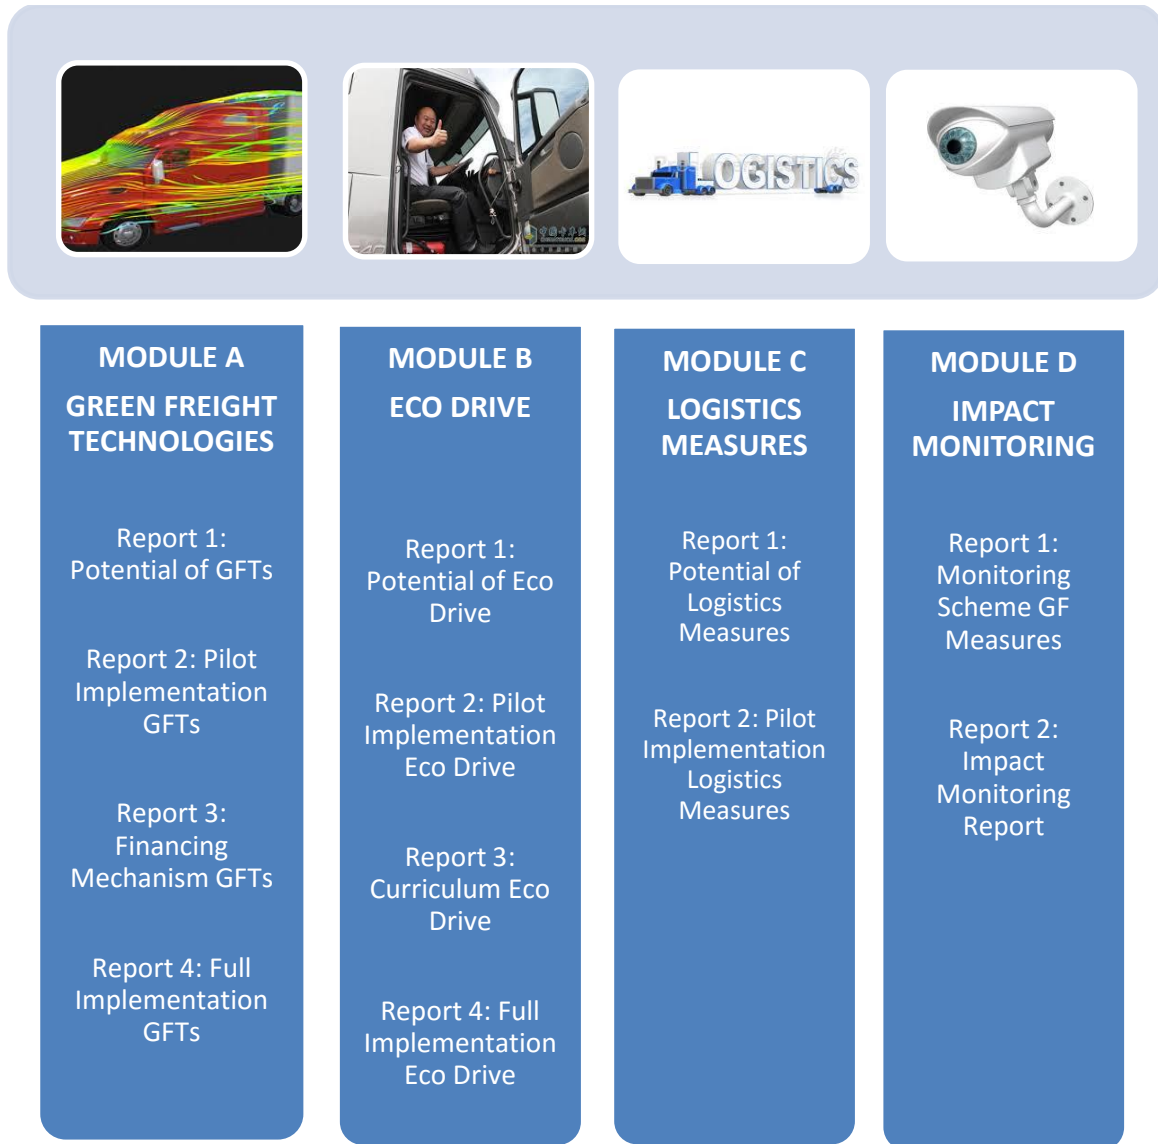 LOGISTICS
MODULE A
GREEN FREIGHT
TECHNOLOGIES
Report 1:
Potential of GFTs
Report 2: Pilot
Implementation
GFTs
Report 3:
Financing
Mechanism GFTs
Report 4: Full
Implementation
GFTs
MODULE B
ECO DRIVE
Report 1:
Potential of Eco
Drive
Report 2: Pilot
Implementation
Eco Drive
Report 3:
Curriculum Eco
Drive
Report 4: Full
Implementation
Eco Drive
MODULE C
LOGISTICS
MEASURES
Report 1:
Potential of
Logistics
Measures
Report 2: Pilot
Implementation
Logistics
Measures
MODULE D
IMPACT
MONITORING
Report 1:
Monitoring
Scheme GF
Measures
Report 2:
Impact
Monitoring
Report